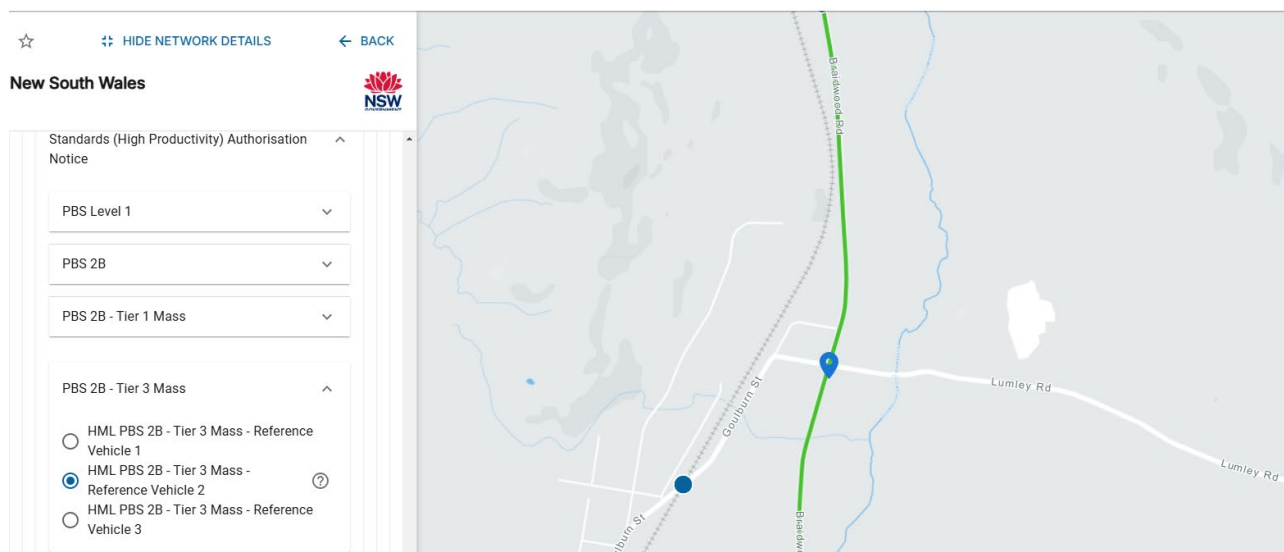 HIDE NETWORK DETAILS
BACK
New South Wales
NSW
GOVERNMENT
Standards (High Productivity) Authorisation
Notice
PBS Level 1
PBS 2B
PBS 2B - Tier 1 Mass
PBS 2B - Tier 3 Mass
HML PBS 2B - Tier 3 Mass - Reference
Vehicle 1
HML PBS 2B - Tier 3 Mass -
Reference Vehicle 2
HML PBS 2B - Tier 3 Mass - Reference
Vehicle 3
Braidwood Rd
Goulburn St
Lumley Rd
Lumley Rd
ulburn St
Braidw